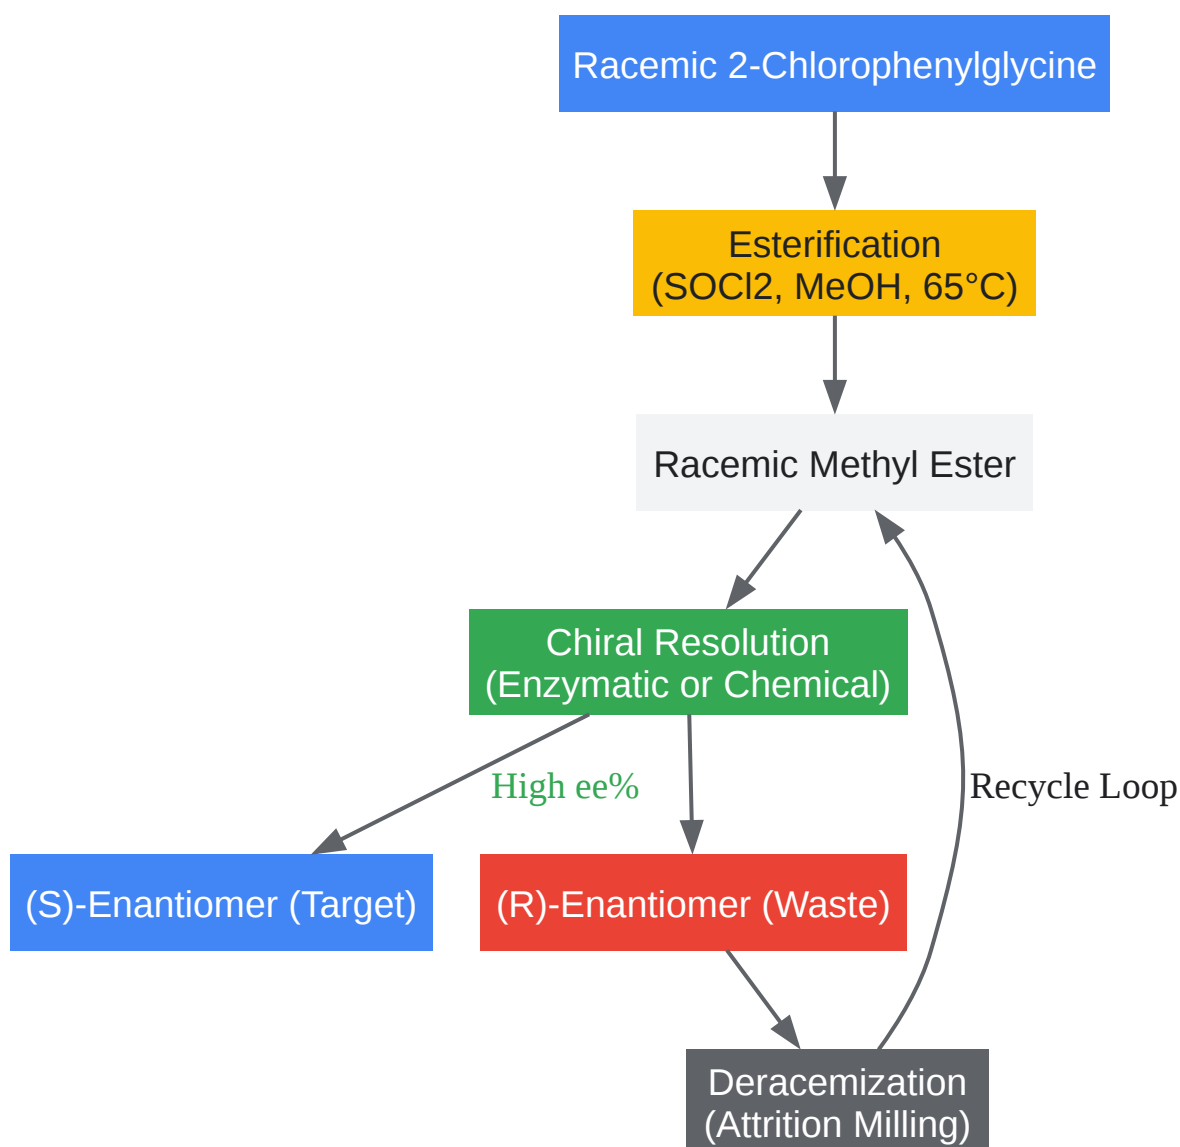 Racemic 2-Chlorophenylglycine
Esterification
(SOCl2, MeOH, 65°C)
Racemic Methyl Ester
Chiral Resolution
(Enzymatic or Chemical)
High ee%
Recycle Loop
(S)-Enantiomer (Target)
(R)-Enantiomer (Waste)
Deracemization
(Attrition Milling)